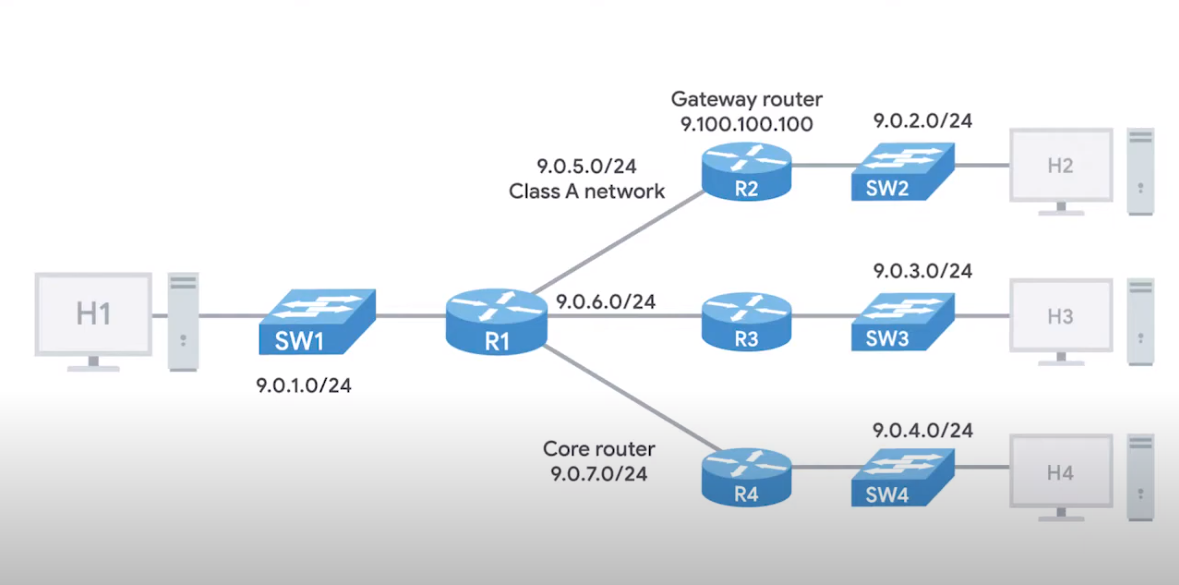 Gateway router
9.100.100.100
9.0.2.0/24
9.0.5.0/24
Class A network
R2
SW2
H2
9.0.3.0/24
H1
SW1
R1
9.0.6.0/24
R3
SW3
H3
9.0.1.0/24
Core router
9.0.7.0/24
9.0.4.0/24
R4
SW4
H4